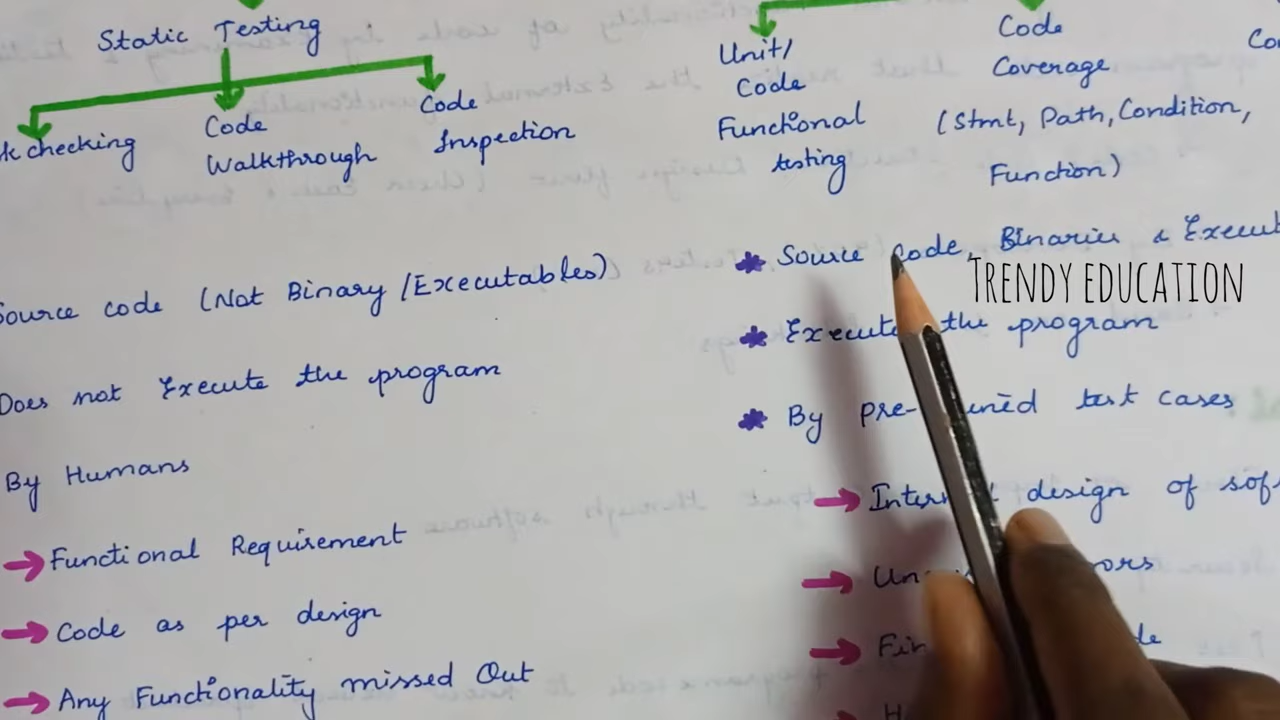 Static Testing
k checking
Code
Walkthrough
Code
Inspection
Source code (Not Binary /Executables)
Does not Execute the program
By Humans
Functional Requirement
Code as per design
Any Functionality missed Out
Unit/
Code
Functional
testing
Code
Coverage
(Stmt, Path, Condition,
Function)
Co
Source code, Binaries & Execut
TRENDY EDUCATION
Execute the program
By pre- test cases
design of sof